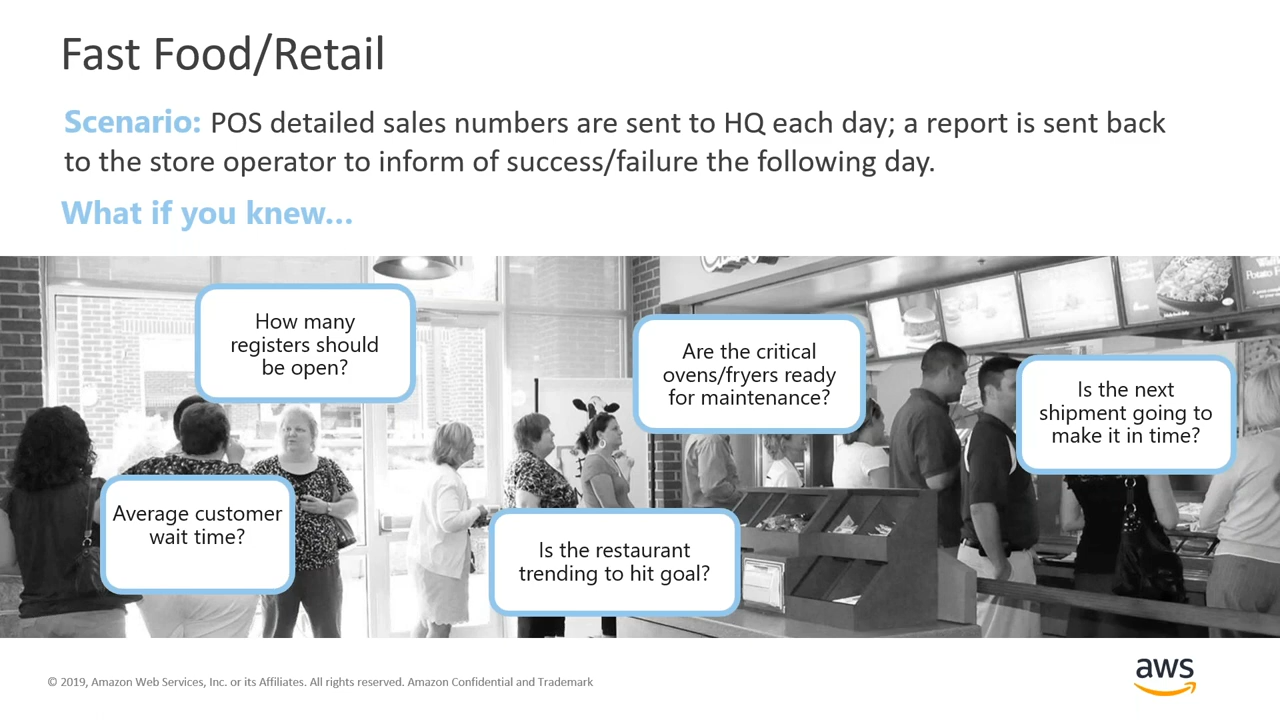 Fast Food/Retail
Scenario: POS detailed sales numbers are sent to HQ each day; a report is sent back
to the store operator to inform of success/failure the following day.
What if you knew...
How many
registers should
be open?
Are the critical
ovens/fryers ready
for maintenance?
Is the next
shipment going to
make it in time?
Average customer
wait time?
Is the restaurant
trending to hit goal?
© 2019, Amazon Web Services, Inc. or its Affiliates. All rights reserved. Amazon Confidential and Trademark
aws